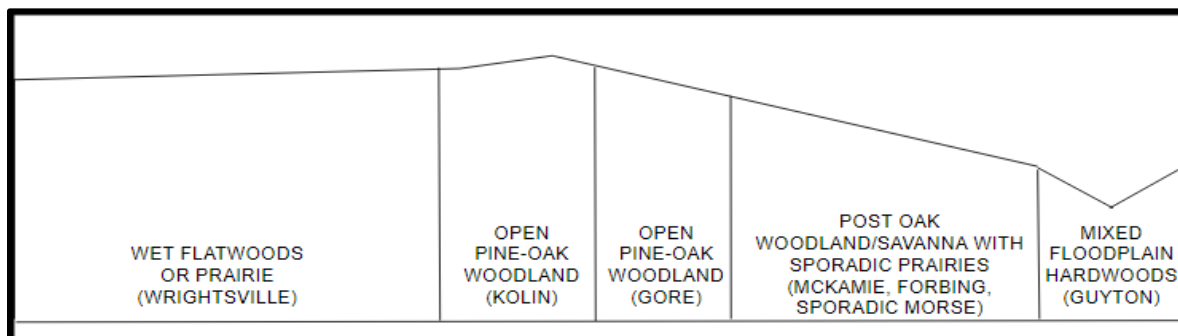 WET FLATWOODS
OR PRAIRIE
(WRIGHTSVILLE)
OPEN
PINE-OAK
WOODLAND
(KOLIN)
OPEN
PINE-OAK
WOODLAND
(GORE)
POST OAK
WOODLAND/SAVANNA WITH
SPORADIC PRAIRIES
(MCKAMIE, FORBING,
SPORADIC MORSE)
MIXED
FLOODPLAIN
HARDWOODS
(GUYTON)